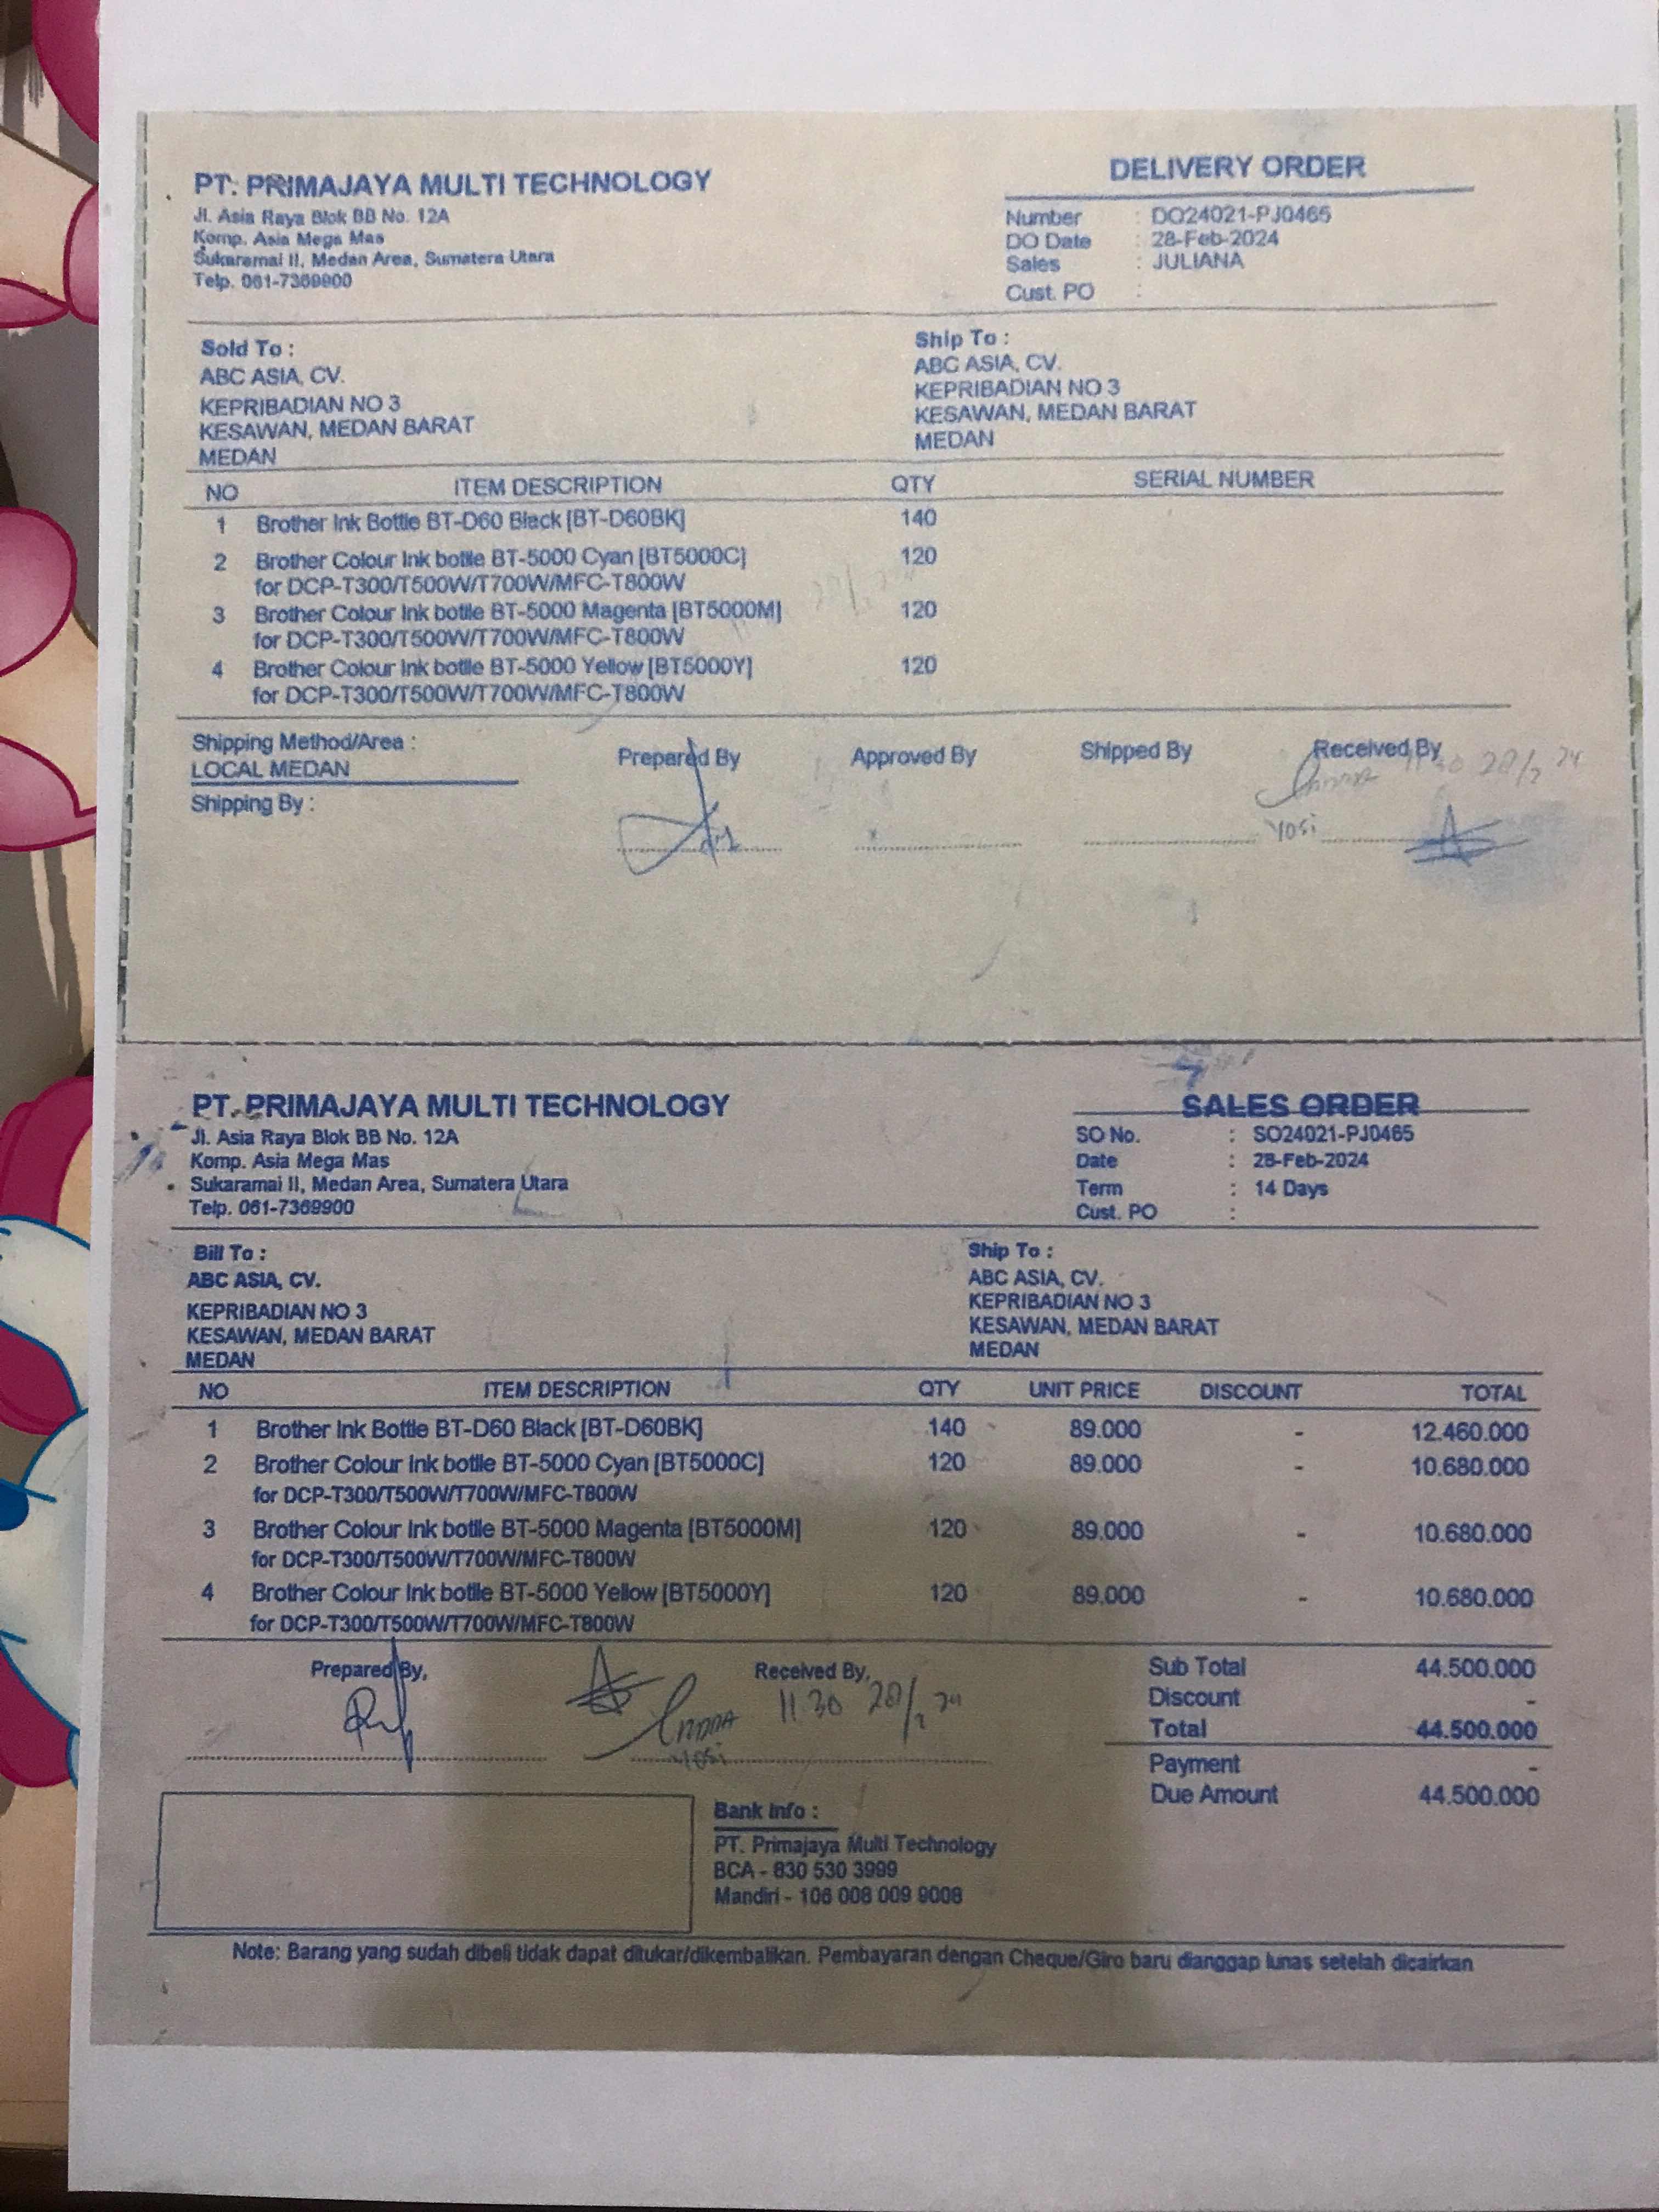 PT. PRIMAJAYA MULTI TECHNOLOGY
Jl. Asia Raya Blok BB No. 12A
Komp. Asia Mega Mas
Sukaramai II, Medan Area, Sumatera Utara
Telp. 061-7369900
DELIVERY ORDER
Number : DO24021-PJ0465
DO Date : 28-Feb-2024
Sales : JULIANA
Cust. PO :
Sold To :
ABC ASIA, CV.
KEPRIBADIAN NO 3
KESAWAN, MEDAN BARAT
MEDAN
Ship To :
ABC ASIA, CV.
KEPRIBADIAN NO 3
KESAWAN, MEDAN BARAT
MEDAN
NO ITEM DESCRIPTION QTY SERIAL NUMBER
1 Brother Ink Bottle BT-D60 Black [BT-D60BK] 140
2 Brother Colour Ink bottle BT-5000 Cyan [BT5000C] 120
for DCP-T300/T500W/T700W/MFC-T800W
3 Brother Colour Ink bottle BT-5000 Magenta [BT5000M] 120
for DCP-T300/T500W/T700W/MFC-T800W
4 Brother Colour Ink bottle BT-5000 Yellow [BT5000Y] 120
for DCP-T300/T500W/T700W/MFC-T800W
Shipping Method/Area :
LOCAL MEDAN
Shipping By :
Prepared By Approved By Shipped By Received By
Yosi
PT. PRIMAJAYA MULTI TECHNOLOGY
Jl. Asia Raya Blok BB No. 12A
Komp. Asia Mega Mas
Sukaramai II, Medan Area, Sumatera Utara
Telp. 061-7369900
SALES ORDER
SO No. : SO24021-PJ0465
Date : 28-Feb-2024
Term : 14 Days
Cust. PO :
Bill To :
ABC ASIA, CV.
KEPRIBADIAN NO 3
KESAWAN, MEDAN BARAT
MEDAN
Ship To :
ABC ASIA, CV.
KEPRIBADIAN NO 3
KESAWAN, MEDAN BARAT
MEDAN
NO ITEM DESCRIPTION QTY UNIT PRICE DISCOUNT TOTAL
1 Brother Ink Bottle BT-D60 Black [BT-D60BK] 140 89.000 - 12.460.000
2 Brother Colour Ink bottle BT-5000 Cyan [BT5000C] 120 89.000 - 10.680.000
for DCP-T300/T500W/T700W/MFC-T800W
3 Brother Colour Ink bottle BT-5000 Magenta [BT5000M] 120 89.000 - 10.680.000
for DCP-T300/T500W/T700W/MFC-T800W
4 Brother Colour Ink bottle BT-5000 Yellow [BT5000Y] 120 89.000 - 10.680.000
for DCP-T300/T500W/T700W/MFC-T800W
Prepared By, Received By,
11.30
Yosi
Sub Total 44.500.000
Discount -
Total 44.500.000
Payment -
Due Amount 44.500.000
Bank Info :
PT. Primajaya Multi Technology
BCA - 830 530 3999
Mandiri - 106 008 009 9008
Note: Barang yang sudah dibeli tidak dapat ditukar/dikembalikan. Pembayaran dengan Cheque/Giro baru dianggap lunas setelah dicairkan